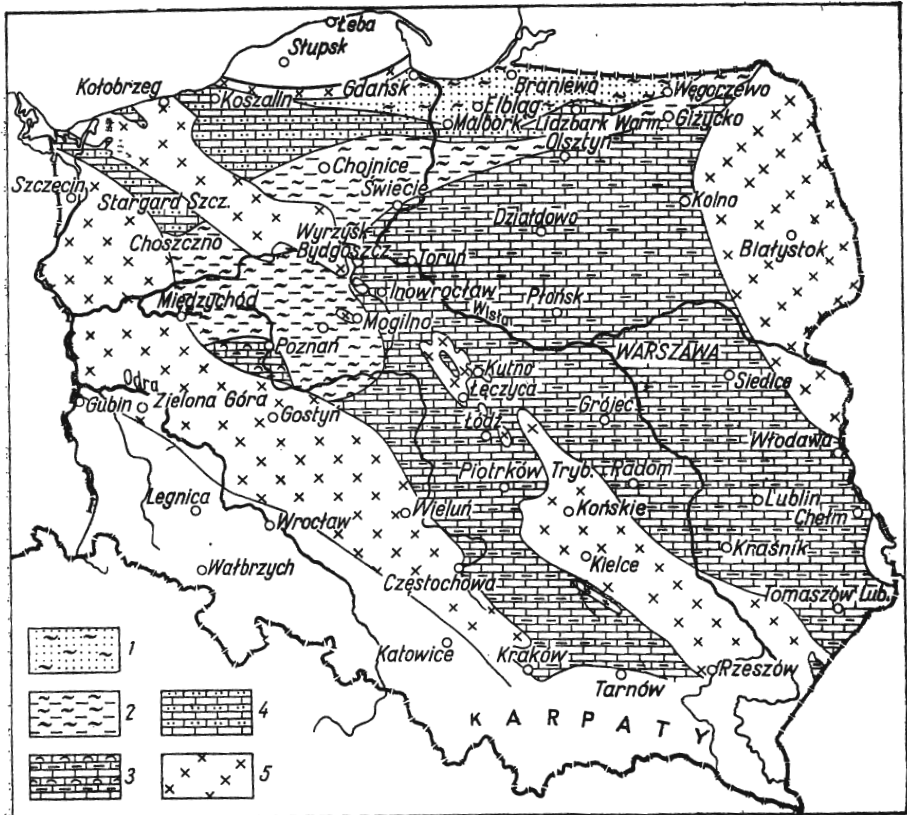 Łeba
Słupsk
Kołobrzeg
Koszalin
Gdańsk
Braniewo
Węgorzewo
Elbląg
Malbork
Lidzbark Warm.
Giżycko
Olsztyn
Chojnice
Szczecin
Stargard Szcz.
Świecie
Kolno
Działdowo
Choszczno
Wyrzysk
Bydgoszcz
Toruń
Białystok
Międzychód
Inowrocław
Wisła
Płońsk
Mogilno
Poznań
WARSZAWA
Kutno
Siedlce
Łęczyca
Odra
Gubin
Zielona Góra
Gostyń
Grójec
Łódź
Włodawa
Piotrków Tryb.
Radom
Legnica
Wrocław
Wieluń
Końskie
Lublin
Chełm
Kraśnik
Wałbrzych
Kielce
Częstochowa
Tomaszów Lub.
Katowice
Kraków
Rzeszów
Tarnów
KARPATY
1
2
4
3
5